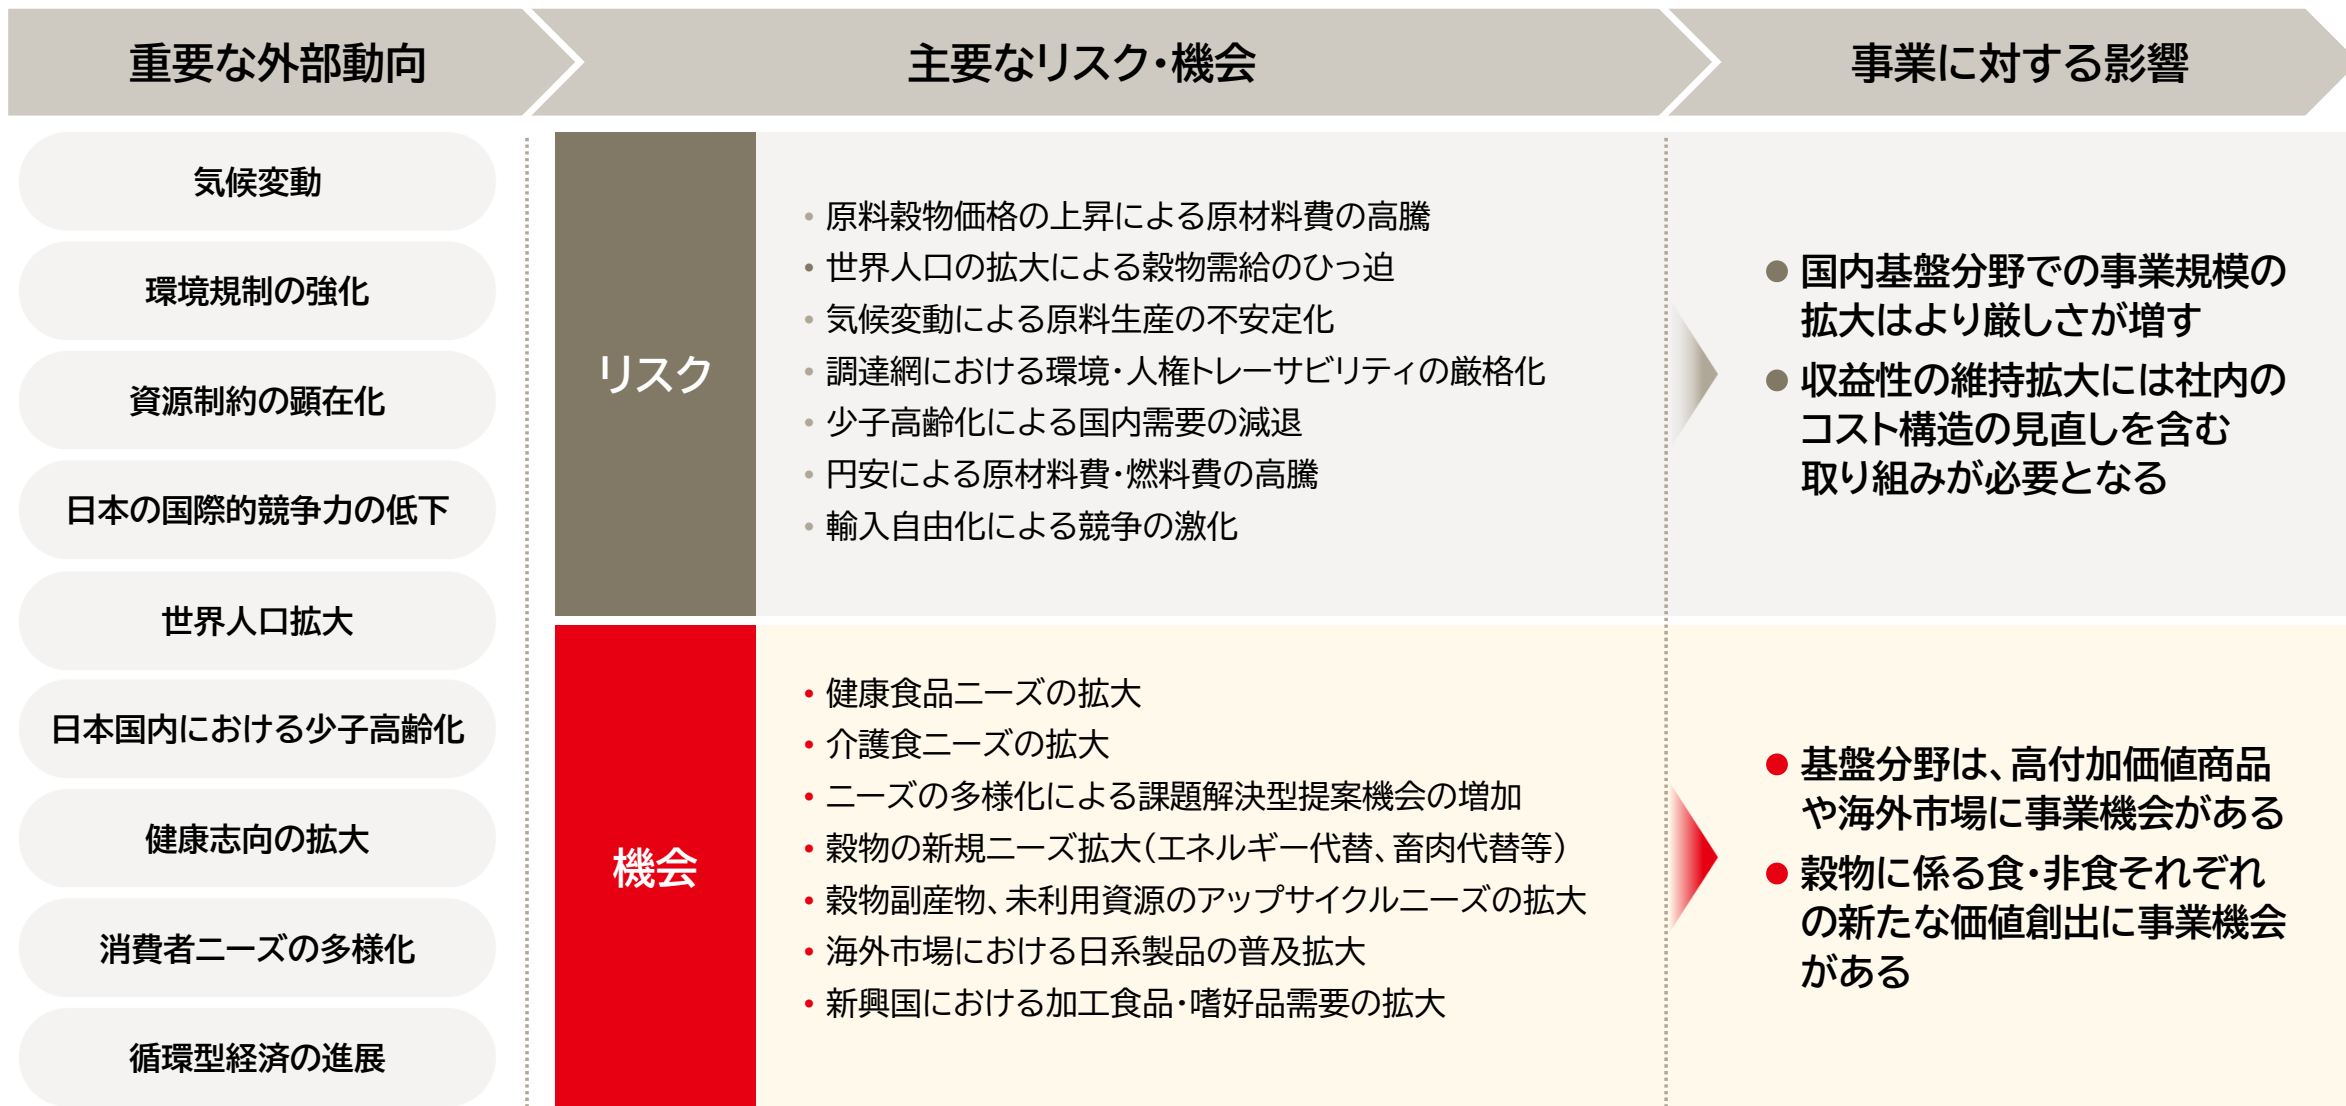 重要な外部動向
主要なリスク・機会
事業に対する影響
気候変動
環境規制の強化
資源制約の顕在化
日本の国際的競争力の低下
世界人口拡大
日本国内における少子高齢化
健康志向の拡大
消費者ニーズの多様化
循環型経済の進展
リスク
・原料穀物価格の上昇による原材料費の高騰
・世界人口の拡大による穀物需給のひっ迫
・気候変動による原料生産の不安定化
・調達網における環境・人権トレーサビリティの厳格化
・少子高齢化による国内需要の減退
・円安による原材料費・燃料費の高騰
・輸入自由化による競争の激化
● 国内基盤分野での事業規模の
拡大はより厳しさが増す
● 収益性の維持拡大には社内の
コスト構造の見直しを含む
取り組みが必要となる
機会
・健康食品ニーズの拡大
・介護食ニーズの拡大
・ニーズの多様化による課題解決型提案機会の増加
・穀物の新規ニーズ拡大（エネルギー代替、畜肉代替等）
・穀物副産物、未利用資源のアップサイクルニーズの拡大
・海外市場における日系製品の普及拡大
・新興国における加工食品・嗜好品需要の拡大
● 基盤分野は、高付加価値商品
や海外市場に事業機会がある
● 穀物に係る食・非食それぞれ
の新たな価値創出に事業機会
がある